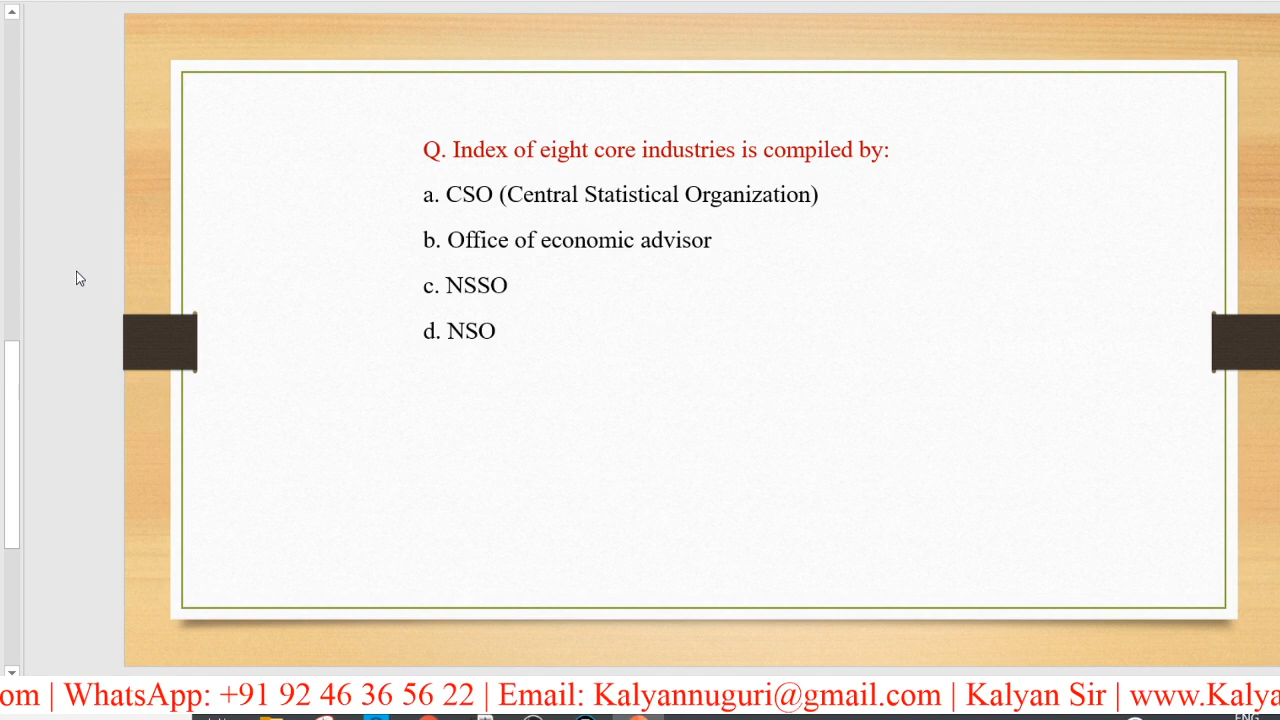 Q. Index of eight core industries is compiled by:
a. CSO (Central Statistical Organization)
b. Office of economic advisor
c. NSSO
d. NSO
om | WhatsApp: +91 92 46 36 56 22 | Email: Kalyannuguri@gmail.com | Kalyan Sir | www.Kalya
ENG